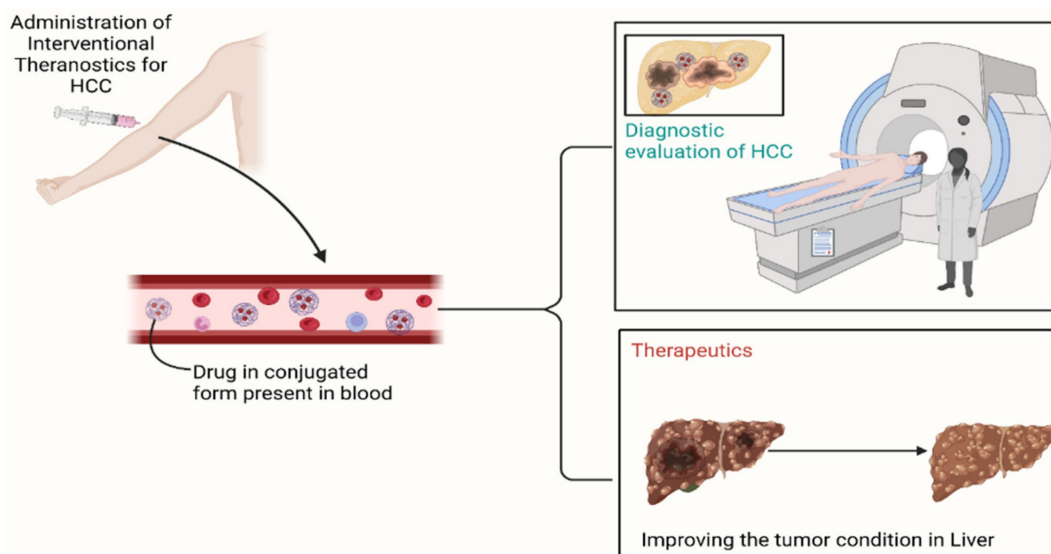 Administration of
Interventional
Theranostics for
HCC
Drug in conjugated
form present in blood
Diagnostic
evaluation of HCC
Therapeutics
Improving the tumor condition in Liver